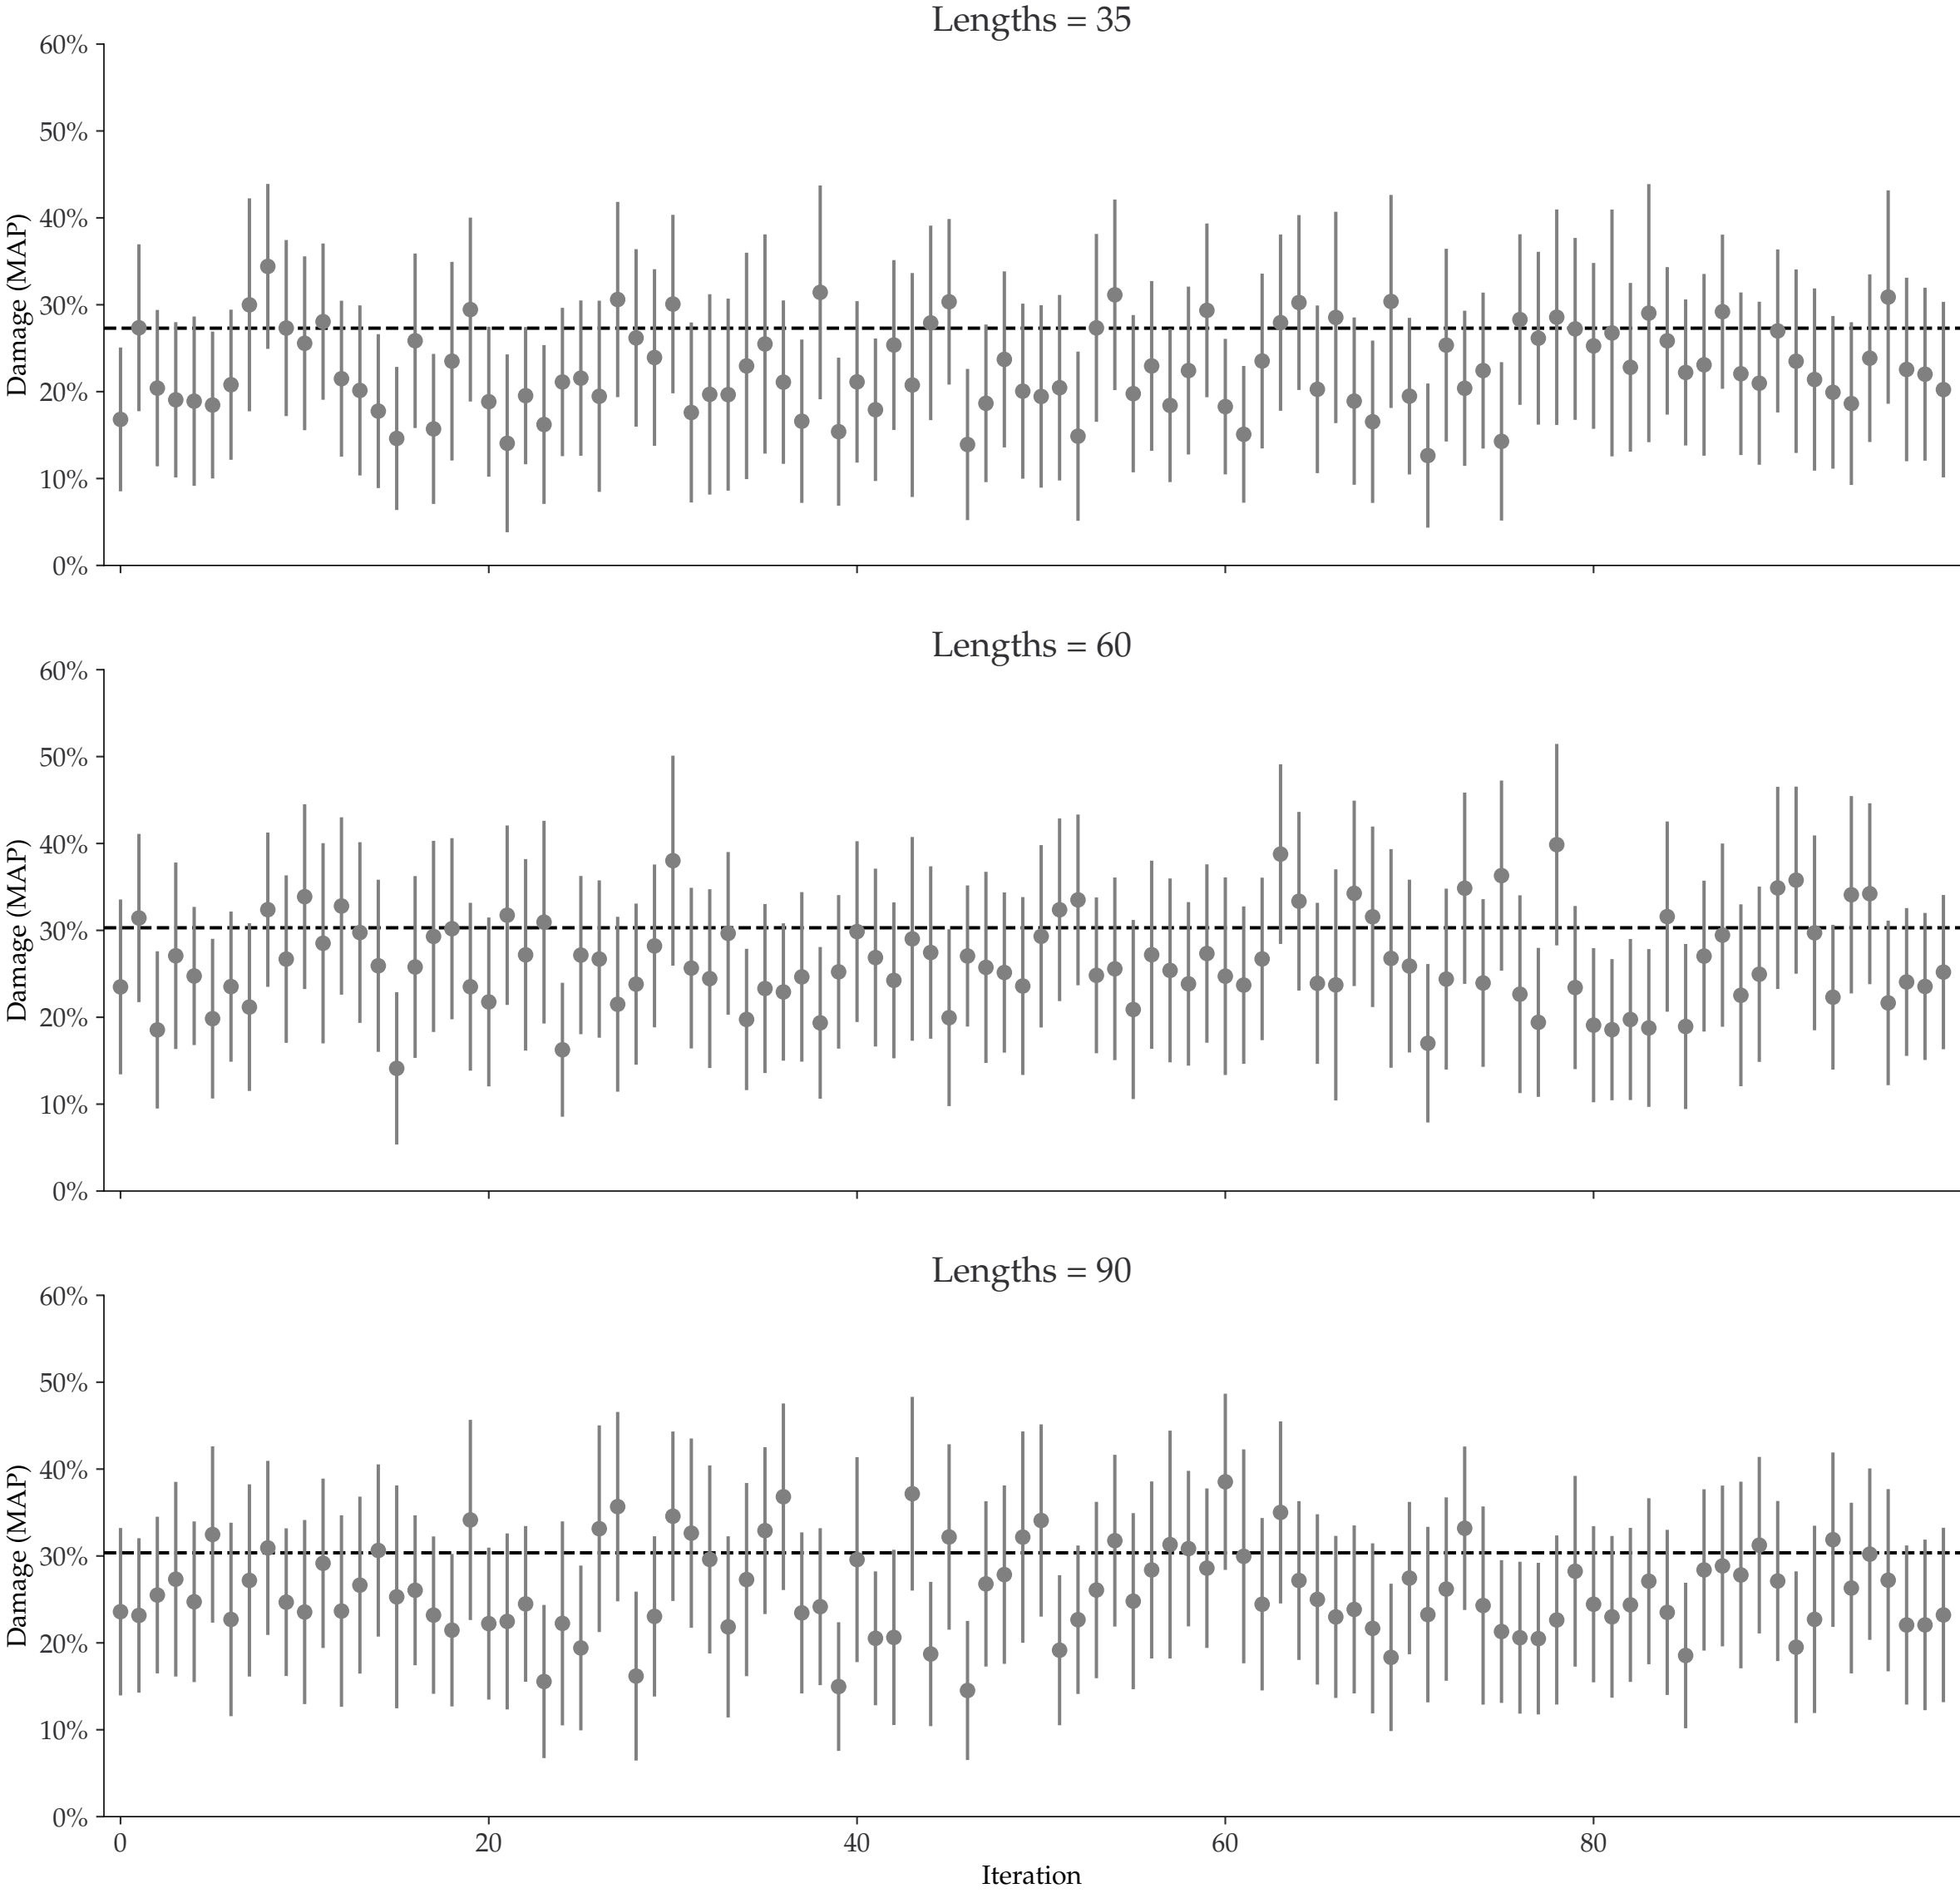 Lengths = 35
Damage (MAP)
60%
50%
40%
30%
20%
10%
0%
Lengths = 60
Damage (MAP)
60%
50%
40%
30%
20%
10%
0%
Lengths = 90
Damage (MAP)
60%
50%
40%
30%
20%
10%
0%
0 20 40 60 80
Iteration